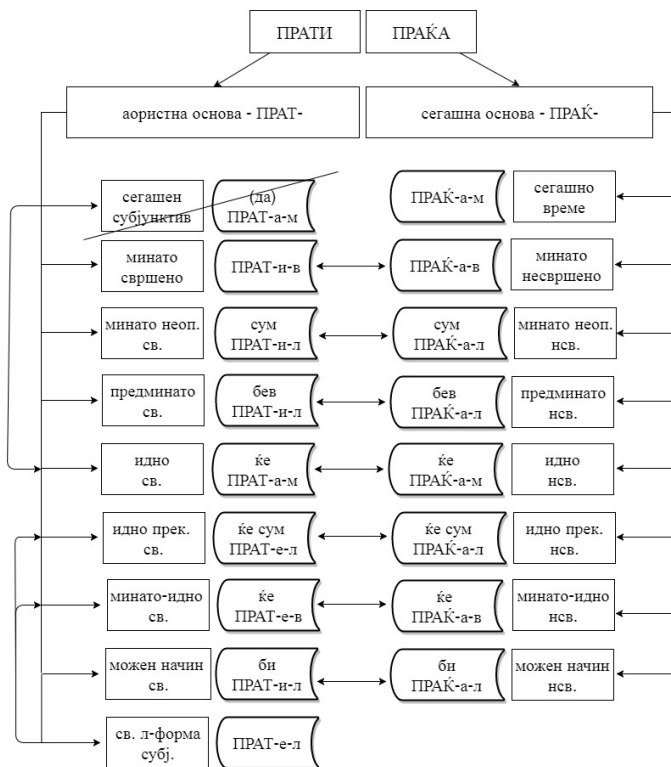 ПРАТИ ПРАЌА
аористна основа - ПРАТ- сегашна основа - ПРАЌ-
сегашен
субјунктив
(да)
ПРАТ-а-м
ПРАЌ-а-м
сегашно
време
минато
свршено
ПРАТ-и-в
ПРАЌ-а-в
минато
несвршено
минато неоп.
св.
сум
ПРАТ-и-л
сум
ПРАЌ-а-л
минато неоп.
нсв.
предминато
св.
бев
ПРАТ-и-л
бев
ПРАЌ-а-л
предминато
нсв.
идно
св.
ќе
ПРАТ-а-м
ќе
ПРАЌ-а-м
идно
нсв.
идно прек.
св.
ќе сум
ПРАТ-е-л
ќе сум
ПРАЌ-а-л
идно прек.
нсв.
минато-идно
св.
ќе
ПРАТ-е-в
ќе
ПРАЌ-а-в
минато-идно
нсв.
можен начин
св.
би
ПРАТ-и-л
би
ПРАЌ-а-л
можен начин
нсв.
св. л-форма
субј.
ПРАТ-е-л